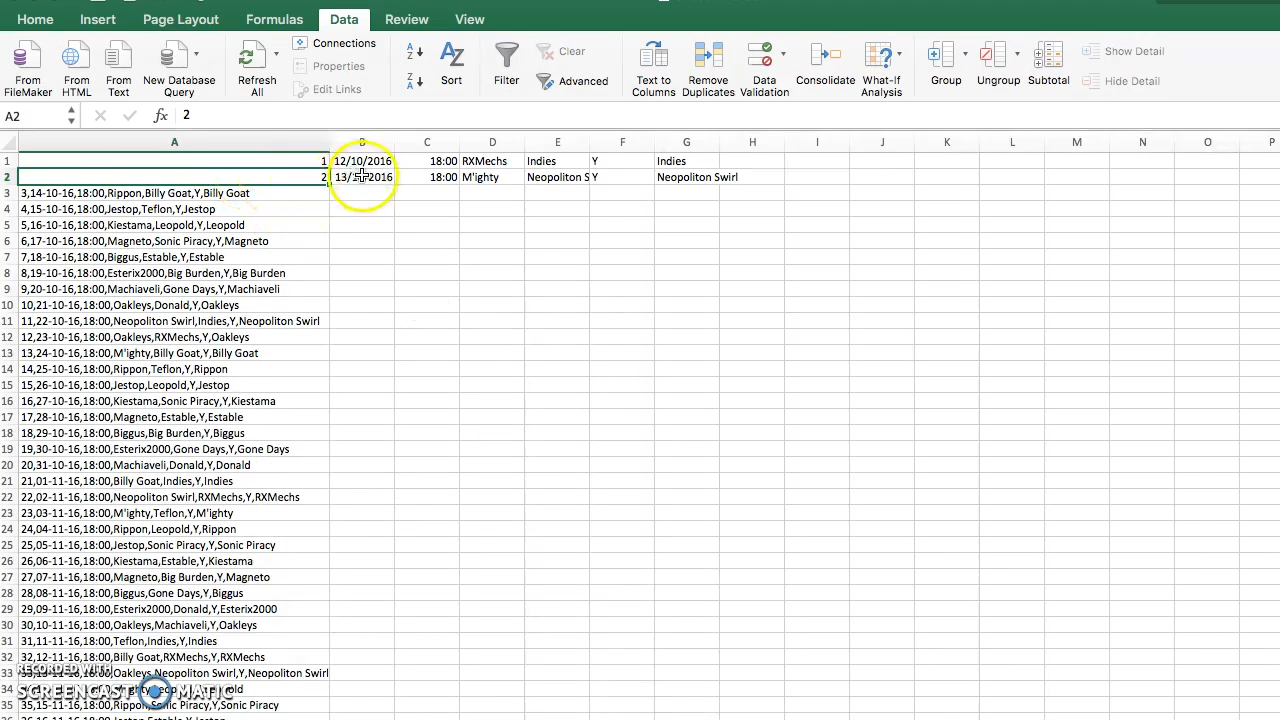 Home Insert Page Layout Formulas Data Review View
From FileMaker From HTML From Text New Database Query Refresh All Connections Properties Edit Links Sort Filter Clear Advanced Text to Columns Remove Duplicates Data Validation Consolidate What-If Analysis Group Ungroup Subtotal Show Detail Hide Detail
A2 fx 2
A B C D E F G H I J K L M N O P
1 1 12/10/2016 18:00 RXMechs Indies Y Indies
2 2 18:00 M'ighty Neopoliton S Y Neopoliton Swirl
3 3,14-10-16,18:00,Rippon,Billy Goat,Y,Billy Goat
4 4,15-10-16,18:00,Jestop,Teflon,Y,Jestop
5 5,16-10-16,18:00,Kiestama,Leopold,Y,Leopold
6 6,17-10-16,18:00,Magneto,Sonic Piracy,Y,Magneto
7 7,18-10-16,18:00,Biggus,Estable,Y,Estable
8 8,19-10-16,18:00,Esterix2000,Big Burden,Y,Big Burden
9 9,20-10-16,18:00,Machiaveli,Gone Days,Y,Machiaveli
10 10,21-10-16,18:00,Oakleys,Donald,Y,Oakleys
11 11,22-10-16,18:00,Neopoliton Swirl,Indies,Y,Neopoliton Swirl
12 12,23-10-16,18:00,Oakleys,RXMechs,Y,Oakleys
13 13,24-10-16,18:00,M'ighty,Billy Goat,Y,Billy Goat
14 14,25-10-16,18:00,Rippon,Teflon,Y,Rippon
15 15,26-10-16,18:00,Jestop,Leopold,Y,Jestop
16 16,27-10-16,18:00,Kiestama,Sonic Piracy,Y,Kiestama
17 17,28-10-16,18:00,Magneto,Estable,Y,Estable
18 18,29-10-16,18:00,Biggus,Big Burden,Y,Biggus
19 19,30-10-16,18:00,Esterix2000,Gone Days,Y,Gone Days
20 20,31-10-16,18:00,Machiaveli,Donald,Y,Donald
21 21,01-11-16,18:00,Billy Goat,Indies,Y,Indies
22 22,02-11-16,18:00,Neopoliton Swirl,RXMechs,Y,RXMechs
23 23,03-11-16,18:00,M'ighty,Teflon,Y,M'ighty
24 24,04-11-16,18:00,Rippon,Leopold,Y,Rippon
25 25,05-11-16,18:00,Jestop,Sonic Piracy,Y,Sonic Piracy
26 26,06-11-16,18:00,Kiestama,Estable,Y,Kiestama
27 27,07-11-16,18:00,Magneto,Big Burden,Y,Magneto
28 28,08-11-16,18:00,Biggus,Gone Days,Y,Biggus
29 29,09-11-16,18:00,Esterix2000,Donald,Y,Esterix2000
30 30,10-11-16,18:00,Oakleys,Machiaveli,Y,Oakleys
31 31,11-11-16,18:00,Teflon,Indies,Y,Indies
32 32,12-11-16,18:00,Billy Goat,RXMechs,Y,RXMechs
RECORDED WITH
33 Swirl,Y,Neopoliton Swirl
SCREENCAST MATIC
34
35 35,15-11-16,18:00,Rippon,Sonic Piracy,Y,Sonic Piracy